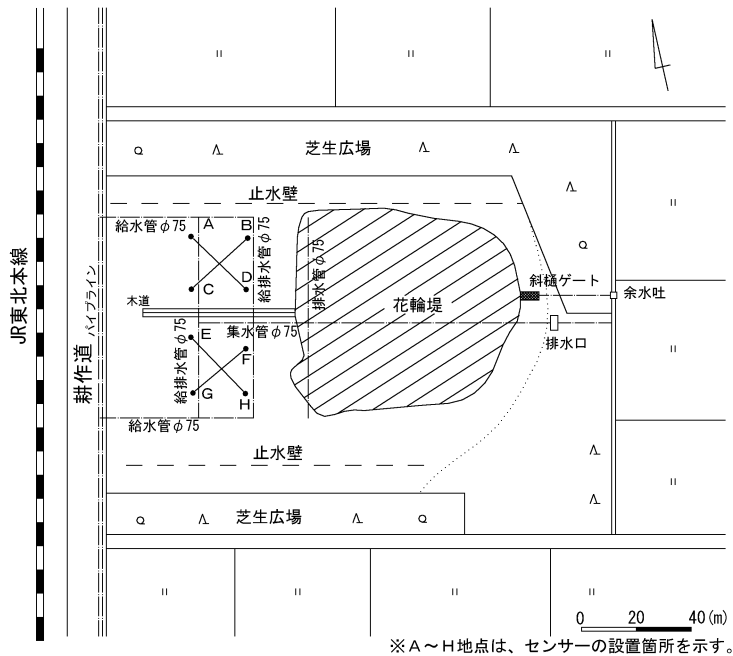 芝生広場
止水壁
給水管φ75
A
B
給排水管φ75
排水管φ75
C
D
斜樋ゲート
余水吐
JR東北本線
パイプライン
木道
花輪堤
集水管φ75
E
F
排水口
給排水管φ75
耕作道
G
H
給水管φ75
止水壁
芝生広場
0 20 40(m)
※A～H地点は、センサーの設置箇所を示す。